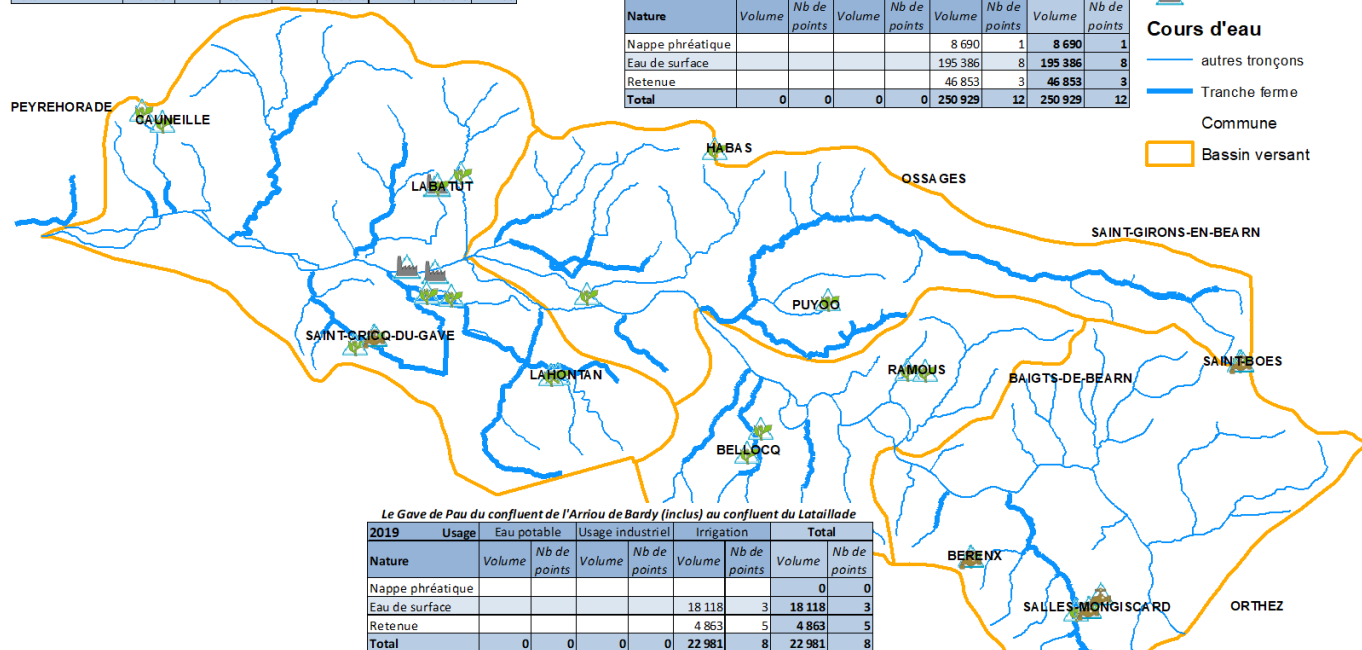 Nature Volume Nb de points Volume Nb de points Volume Nb de points Volume Nb de points
Nappe phréatique 8 690 1 8 690 1
Eau de surface 195 386 8 195 386 8
Retenue 46 853 3 46 853 3
Total 0 0 0 0 250 929 12 250 929 12
Cours d'eau
autres tronçons
Tranche ferme
Commune
Bassin versant
PEYREHORADE
CAUNEILLE
HABAS
LABATUT
OSSAGES
SAINT-GIRONS-EN-BEARN
PUYOO
SAINT-CRICQ-DU-GAVE
LAHONTAN
RAMOUS
BAIGTS-DE-BEARN
SAINT-BOES
BELLOCQ
Le Gave de Pau du confluent de l'Arriou de Bardy (inclus) au confluent du Lataillade
2019 Usage Eau potable Usage industriel Irrigation Total
Nature Volume Nb de points Volume Nb de points Volume Nb de points Volume Nb de points
Nappe phréatique 0 0
Eau de surface 18 118 3 18 118 3
Retenue 4 863 5 4 863 5
Total 0 0 0 0 22 981 8 22 981 8
BERENX
SALLES-MONGISCARD
ORTHEZ